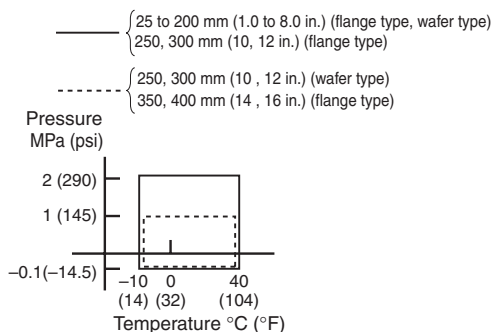 25 to 200 mm (1.0 to 8.0 in.) (flange type, wafer type)
250, 300 mm (10, 12 in.) (flange type)
250, 300 mm (10 , 12 in.) (wafer type)
350, 400 mm (14 , 16 in.) (flange type)
Pressure
MPa (psi)
2 (290)
1 (145)
–0.1(–14.5)
–10 0 40
(14) (32) (104)
Temperature °C (°F)